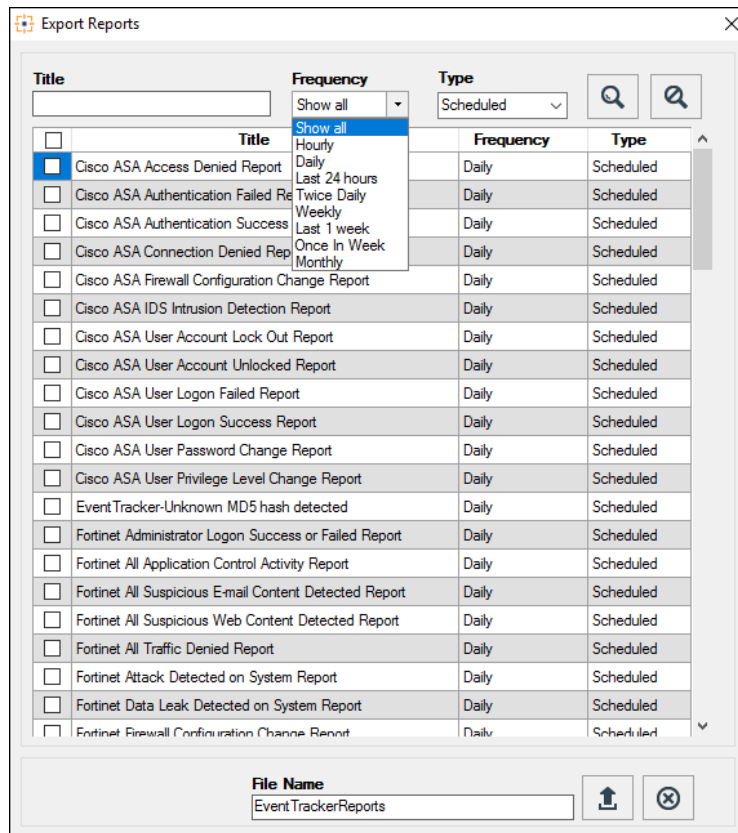 Export Reports
Title
Frequency
Type
Show all
Scheduled
Show all
Hourly
Daily
Last 24 hours
Twice Daily
Weekly
Last 1 week
Once In Week
Monthly
Title Frequency Type
Cisco ASA Access Denied Report Daily Scheduled
Cisco ASA Authentication Failed Re Daily Scheduled
Cisco ASA Authentication Success Daily Scheduled
Cisco ASA Connection Denied Rep Daily Scheduled
Cisco ASA Firewall Configuration Change Report Daily Scheduled
Cisco ASA IDS Intrusion Detection Report Daily Scheduled
Cisco ASA User Account Lock Out Report Daily Scheduled
Cisco ASA User Account Unlocked Report Daily Scheduled
Cisco ASA User Logon Failed Report Daily Scheduled
Cisco ASA User Logon Success Report Daily Scheduled
Cisco ASA User Password Change Report Daily Scheduled
Cisco ASA User Privilege Level Change Report Daily Scheduled
EventTracker-Unknown MD5 hash detected Daily Scheduled
Fortinet Administrator Logon Success or Failed Report Daily Scheduled
Fortinet All Application Control Activity Report Daily Scheduled
Fortinet All Suspicious E-mail Content Detected Report Daily Scheduled
Fortinet All Suspicious Web Content Detected Report Daily Scheduled
Fortinet All Traffic Denied Report Daily Scheduled
Fortinet Attack Detected on System Report Daily Scheduled
Fortinet Data Leak Detected on System Report Daily Scheduled
Fortinet Firewall Configuration Change Report Daily Scheduled
File Name
EventTrackerReports